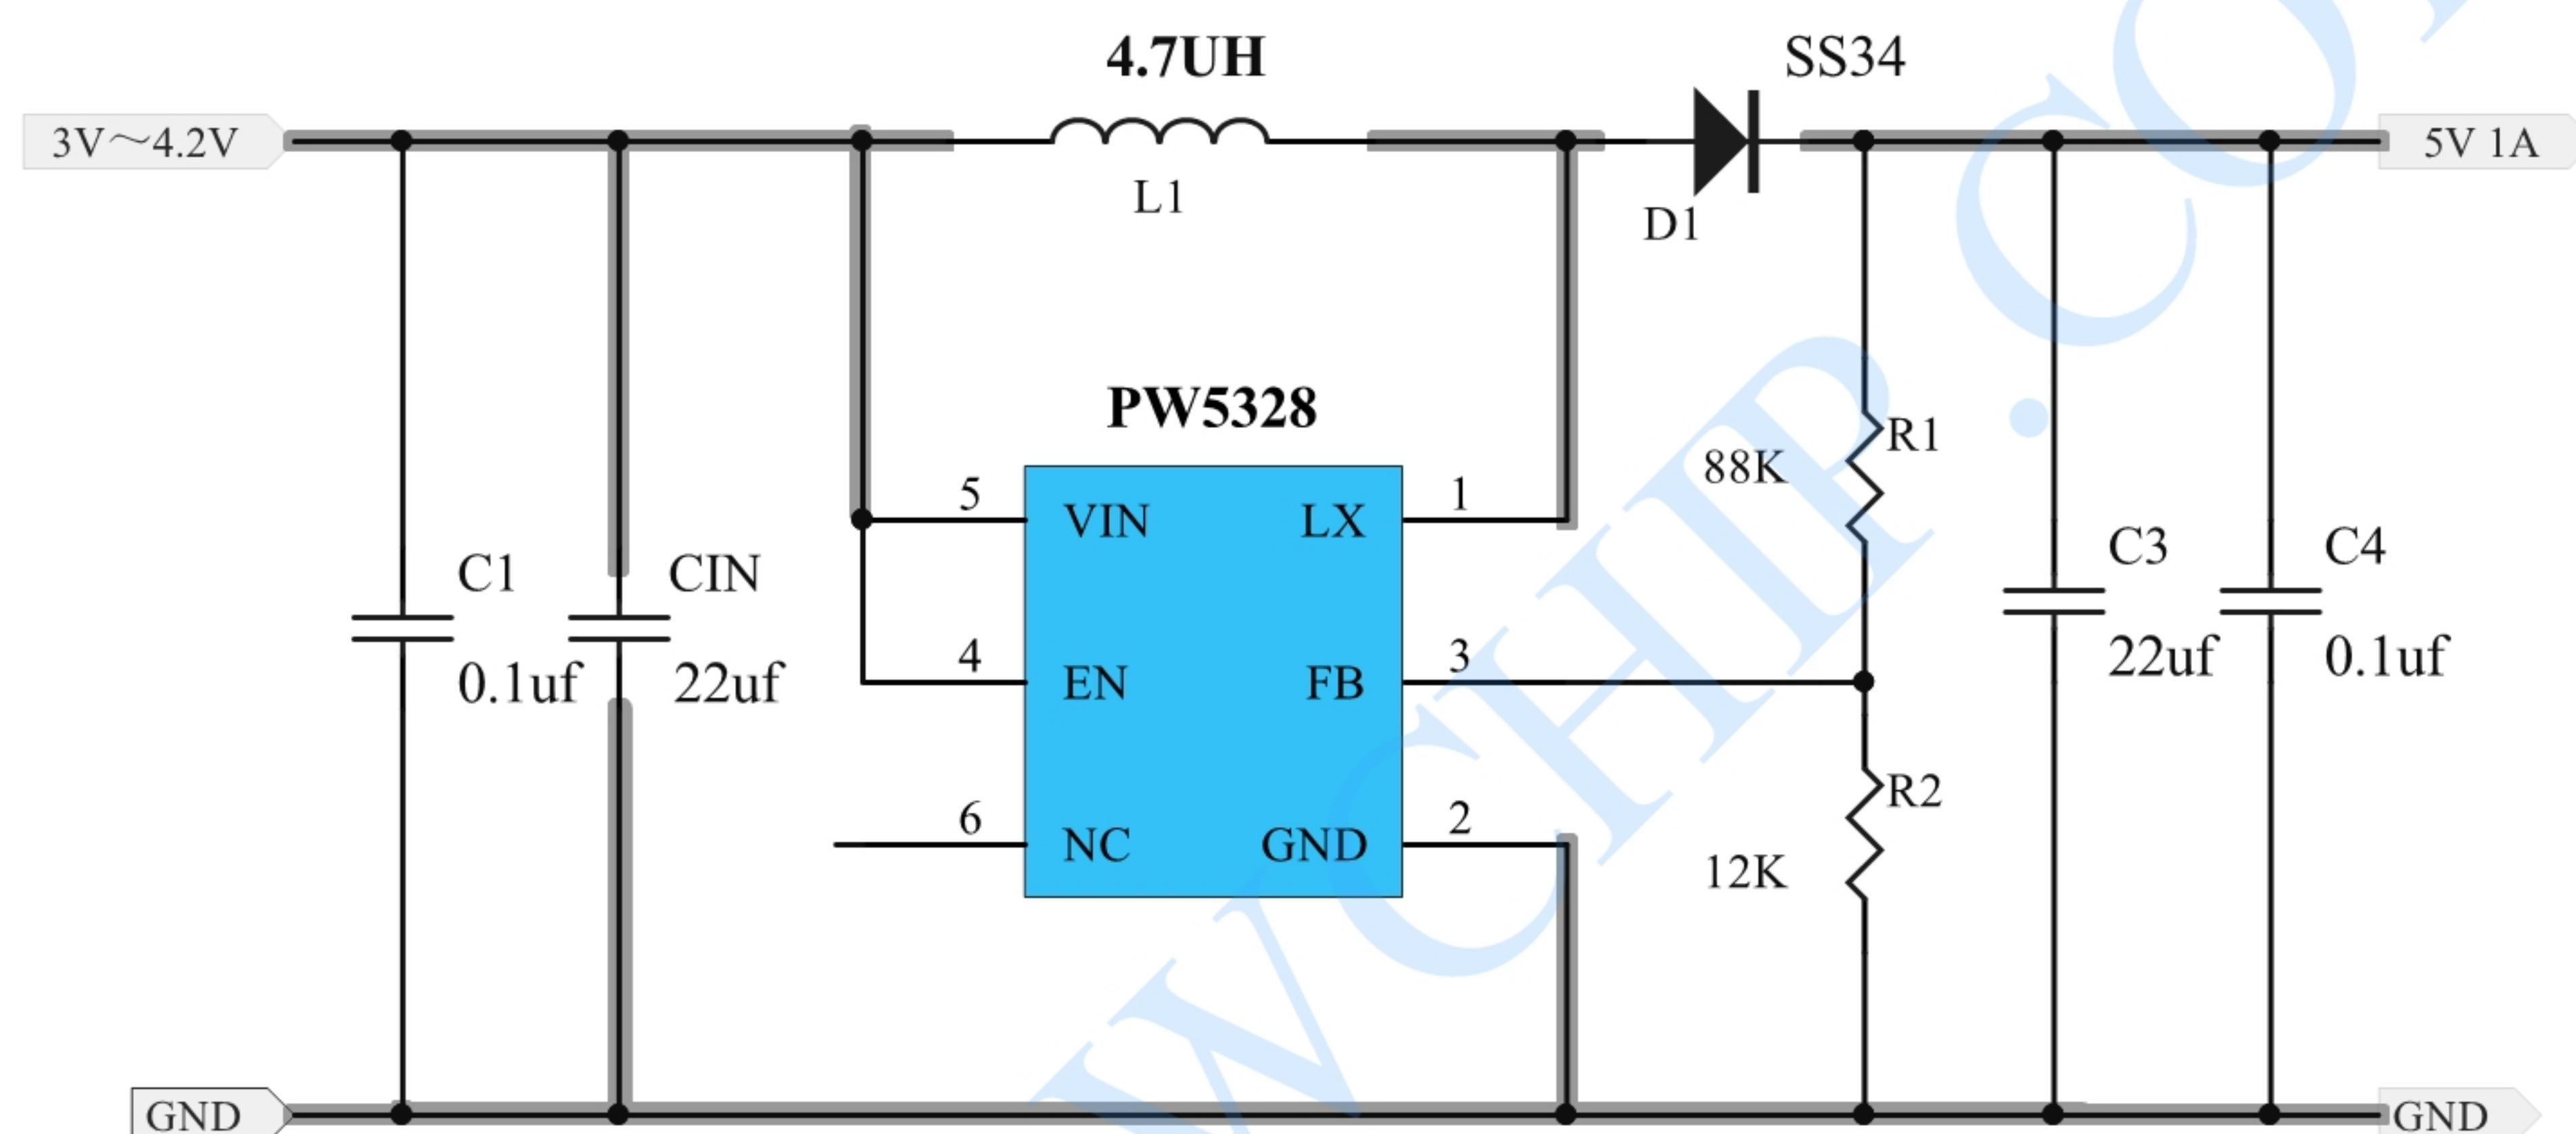 4.7UH
SS34
3V～4.2V
5V 1A
L1
D1
PW5328
R1
88K
5 VIN LX 1
C1
CIN
C3
C4
0.1uf
22uf
4 EN FB 3
22uf
0.1uf
R2
12K
6 NC GND 2
GND
GND
WCHIP.CO